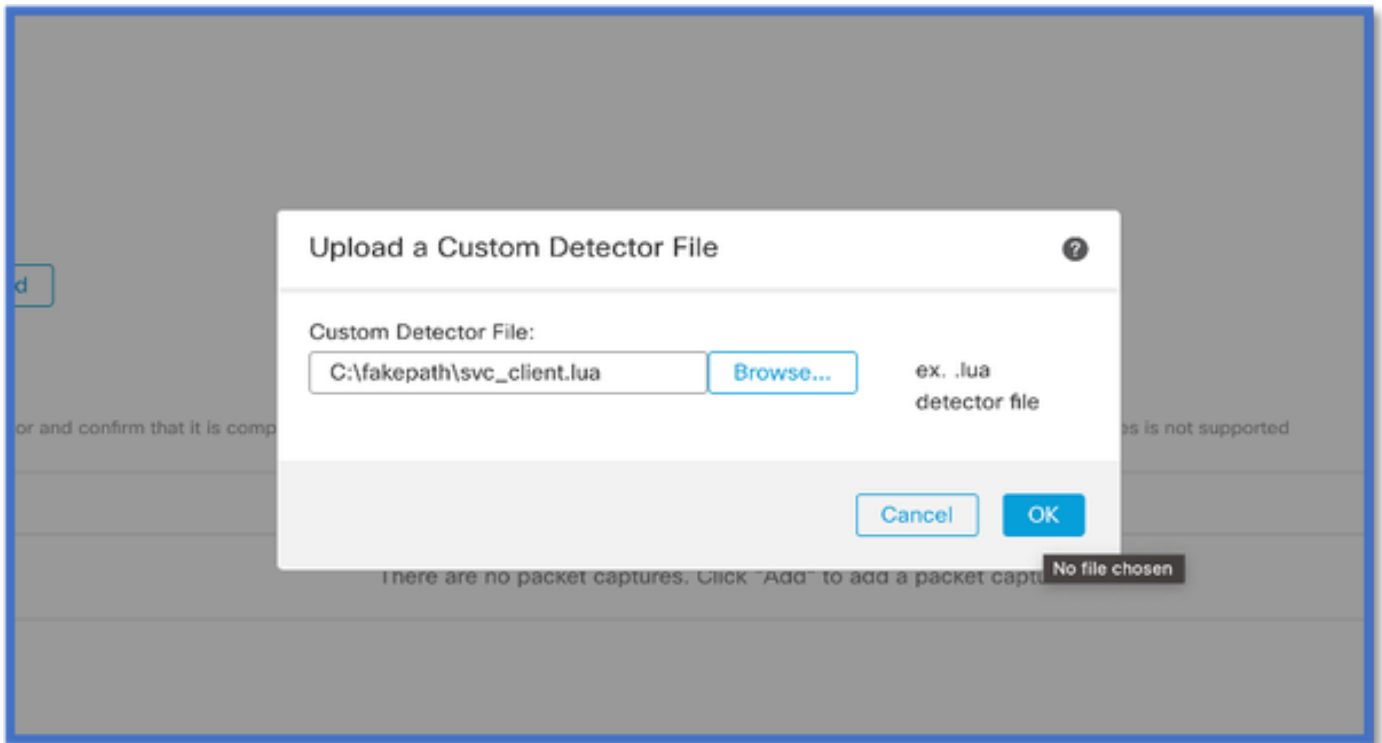 Upload a Custom Detector File
d
Custom Detector File:
C:\fakepath\svc_client.lua
Browse...
ex. .lua
detector file
or and confirm that it is comp
es is not supported
Cancel
OK
No file chosen
There are no packet captures. Click "Add" to add a packet captu